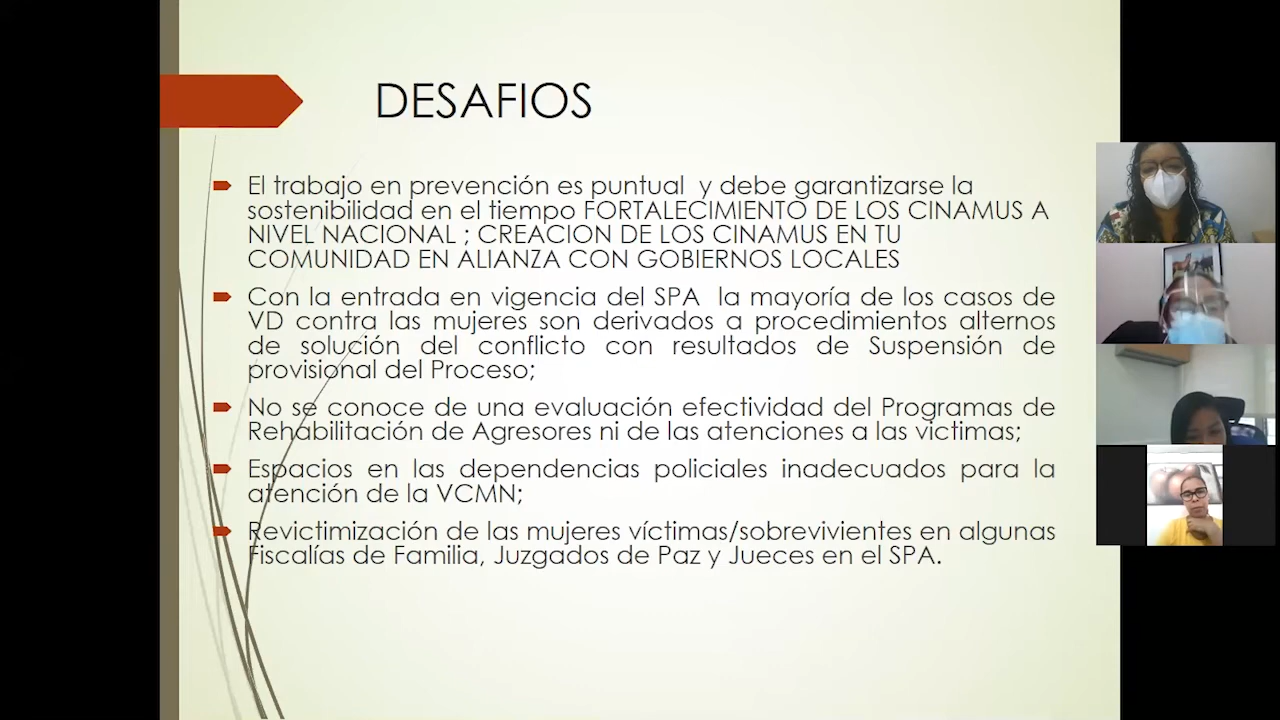 DESAFIOS
El trabajo en prevención es puntual y debe garantizarse la
sostenibilidad en el tiempo FORTALECIMIENTO DE LOS CINAMUS A
NIVEL NACIONAL ; CREACION DE LOS CINAMUS EN TU
COMUNIDAD EN ALIANZA CON GOBIERNOS LOCALES
Con la entrada en vigencia del SPA la mayoría de los casos de
VD contra las mujeres son derivados a procedimientos alternos
de solución del conflicto con resultados de Suspensión de
provisional del Proceso;
No se conoce de una evaluación efectividad del Programas de
Rehabilitación de Agresores ni de las atenciones a las victimas;
Espacios en las dependencias policiales inadecuados para la
atención de la VCMN;
Revictimización de las mujeres víctimas/sobrevivientes en algunas
Fiscalías de Familia, Juzgados de Paz y Jueces en el SPA.